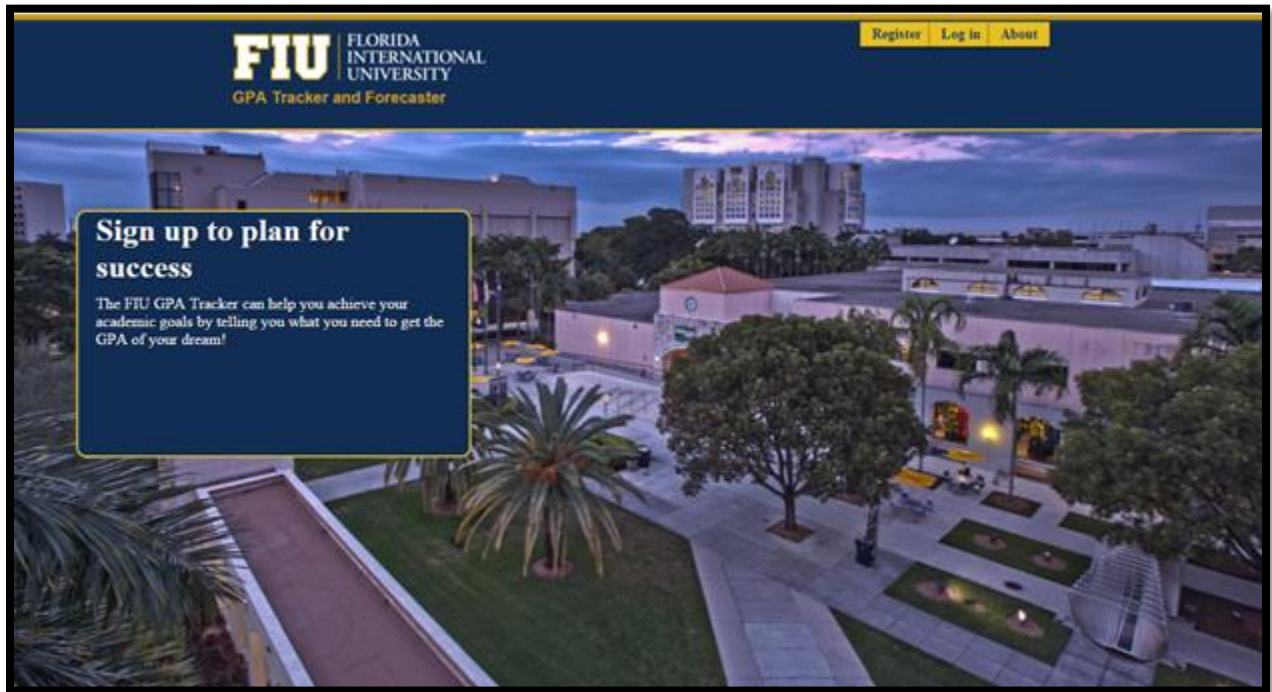 FIU
FLORIDA
INTERNATIONAL
UNIVERSITY
GPA Tracker and Forecaster
Register Log in About
Sign up to plan for
success
The FIU GPA Tracker can help you achieve your
academic goals by telling you what you need to get the
GPA of your dream!